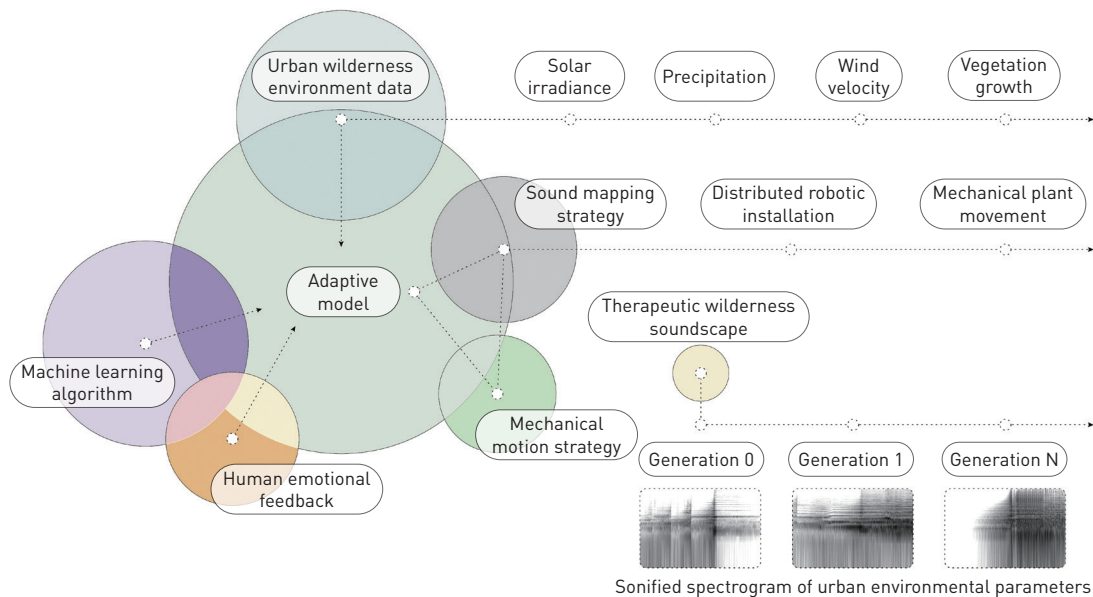 Urban wilderness
environment data
Solar
irradiance
Precipitation
Wind
velocity
Vegetation
growth
Sound mapping
strategy
Distributed robotic
installation
Mechanical plant
movement
Adaptive
model
Therapeutic wilderness
soundscape
Machine learning
algorithm
Mechanical
motion strategy
Human emotional
feedback
Generation 0
Generation 1
Generation N
Sonified spectrogram of urban environmental parameters